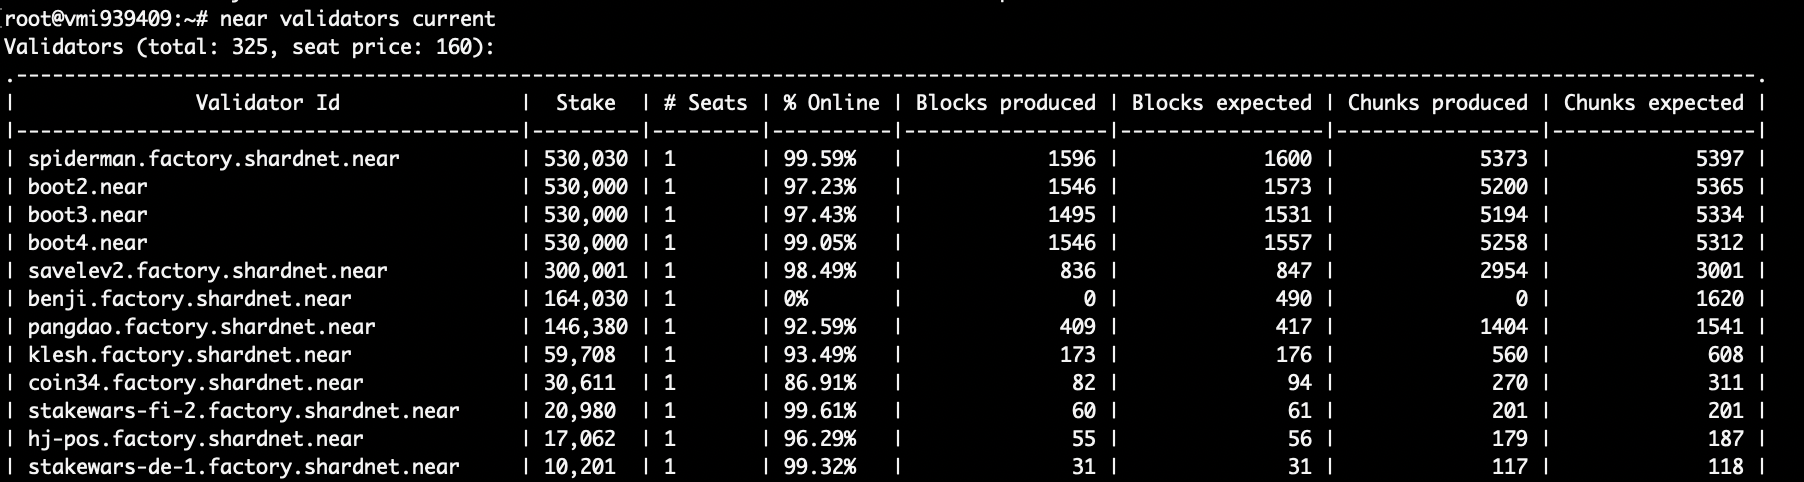 root@vmi939409:~# near validators current
Validators (total: 325, seat price: 160):
.-------------------------------------------------------------------------------------------------------------------------------------------------.
|               Validator Id                |  Stake  | # Seats | % Online | Blocks produced | Blocks expected | Chunks produced | Chunks expected |
|-------------------------------------------|---------|---------|----------|-----------------|-----------------|-----------------|-----------------|
| spiderman.factory.shardnet.near           | 530,030 | 1       | 99.59%   |            1596 |            1600 |            5373 |            5397 |
| boot2.near                                | 530,000 | 1       | 97.23%   |            1546 |            1573 |            5200 |            5365 |
| boot3.near                                | 530,000 | 1       | 97.43%   |            1495 |            1531 |            5194 |            5334 |
| boot4.near                                | 530,000 | 1       | 99.05%   |            1546 |            1557 |            5258 |            5312 |
| savelev2.factory.shardnet.near            | 300,001 | 1       | 98.49%   |             836 |             847 |            2954 |            3001 |
| benji.factory.shardnet.near               | 164,030 | 1       | 0%       |               0 |             490 |               0 |            1620 |
| pangdao.factory.shardnet.near             | 146,380 | 1       | 92.59%   |             409 |             417 |            1404 |            1541 |
| klesh.factory.shardnet.near               | 59,708  | 1       | 93.49%   |             173 |             176 |             560 |             608 |
| coin34.factory.shardnet.near              | 30,611  | 1       | 86.91%   |              82 |              94 |             270 |             311 |
| stakewars-fi-2.factory.shardnet.near      | 20,980  | 1       | 99.61%   |              60 |              61 |             201 |             201 |
| hj-pos.factory.shardnet.near              | 17,062  | 1       | 96.29%   |              55 |              56 |             179 |             187 |
| stakewars-de-1.factory.shardnet.near      | 10,201  | 1       | 99.32%   |              31 |              31 |             117 |             118 |